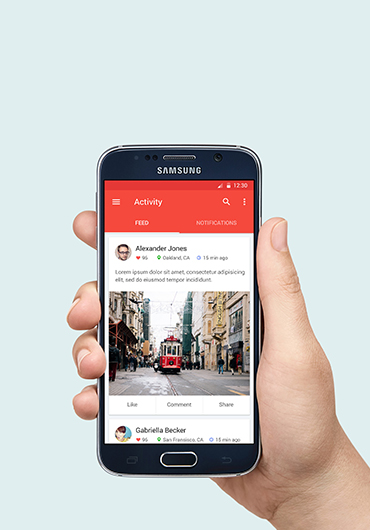 SAMSUNG
12:30
Activity
FEED NOTIFICATIONS
Alexander Jones
96 Oakland, CA 15 min ago
Lorem ipsum dolor sit amet, consectetur adipisicing
elit, sed do eiusmod tempor incididunt.
Like Comment Share
Gabriella Becker
96 San Francisco, CA 15 min ago